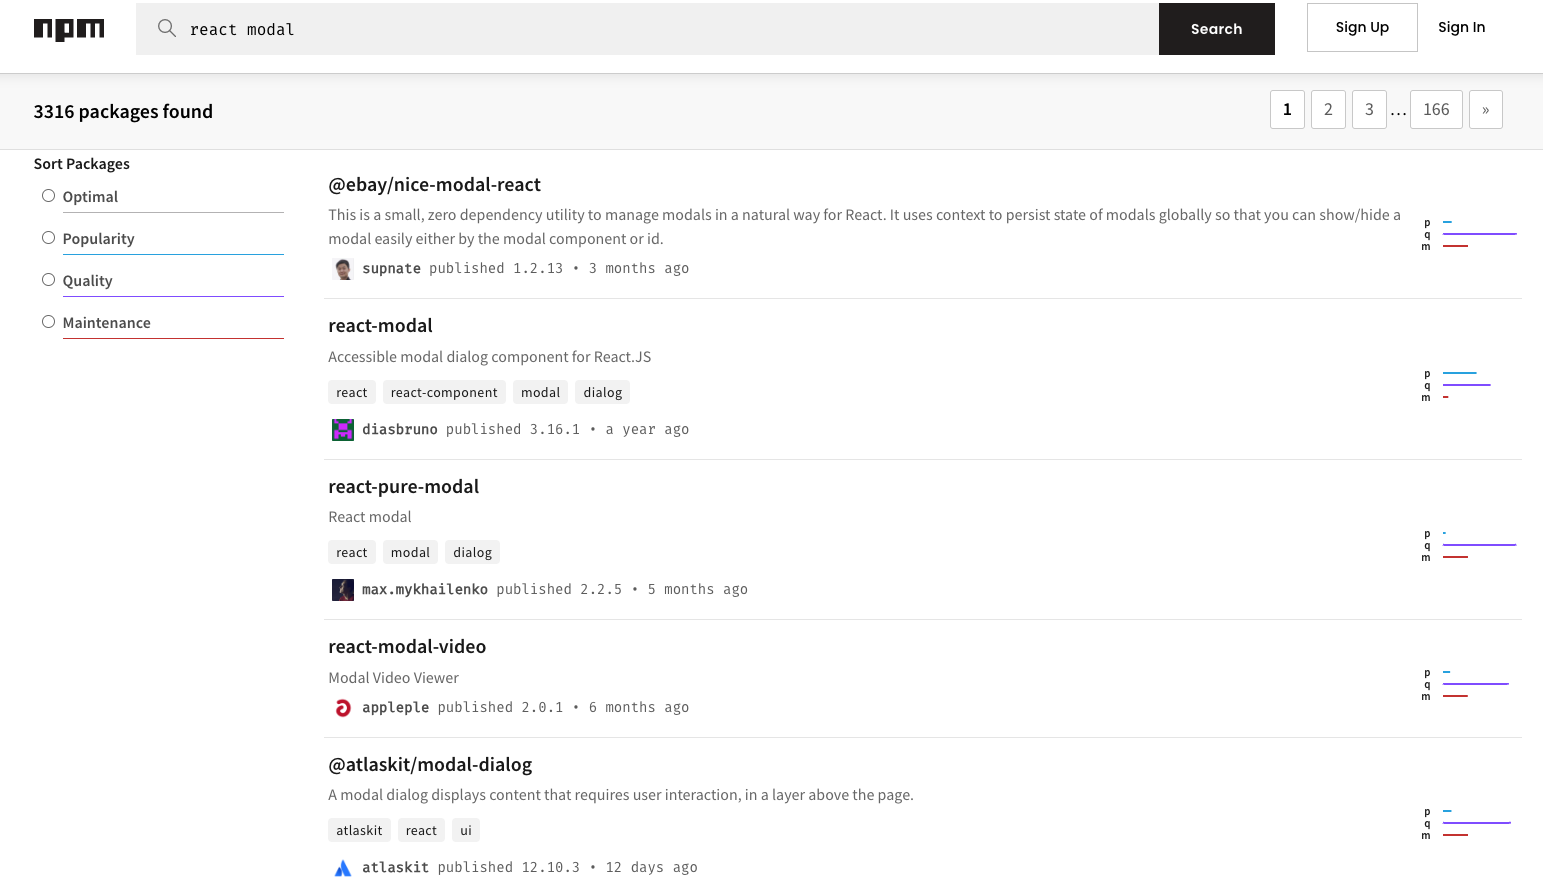 npm
react modal
Search
Sign Up
Sign In
3316 packages found
1
2
3
...
166
»
Sort Packages
Optimal
Popularity
Quality
Maintenance
@ebay/nice-modal-react
This is a small, zero dependency utility to manage modals in a natural way for React. It uses context to persist state of modals globally so that you can show/hide a
modal easily either by the modal component or id.
supnate published 1.2.13 • 3 months ago
p
q
m
react-modal
Accessible modal dialog component for React.JS
react react-component modal dialog
diasbruno published 3.16.1 • a year ago
p
q
m
react-pure-modal
React modal
react modal dialog
max.mykhailenko published 2.2.5 • 5 months ago
p
q
m
react-modal-video
Modal Video Viewer
appleple published 2.0.1 • 6 months ago
p
q
m
@atlaskit/modal-dialog
A modal dialog displays content that requires user interaction, in a layer above the page.
atlaskit react ui
atlaskit published 12.10.3 • 12 days ago
p
q
m